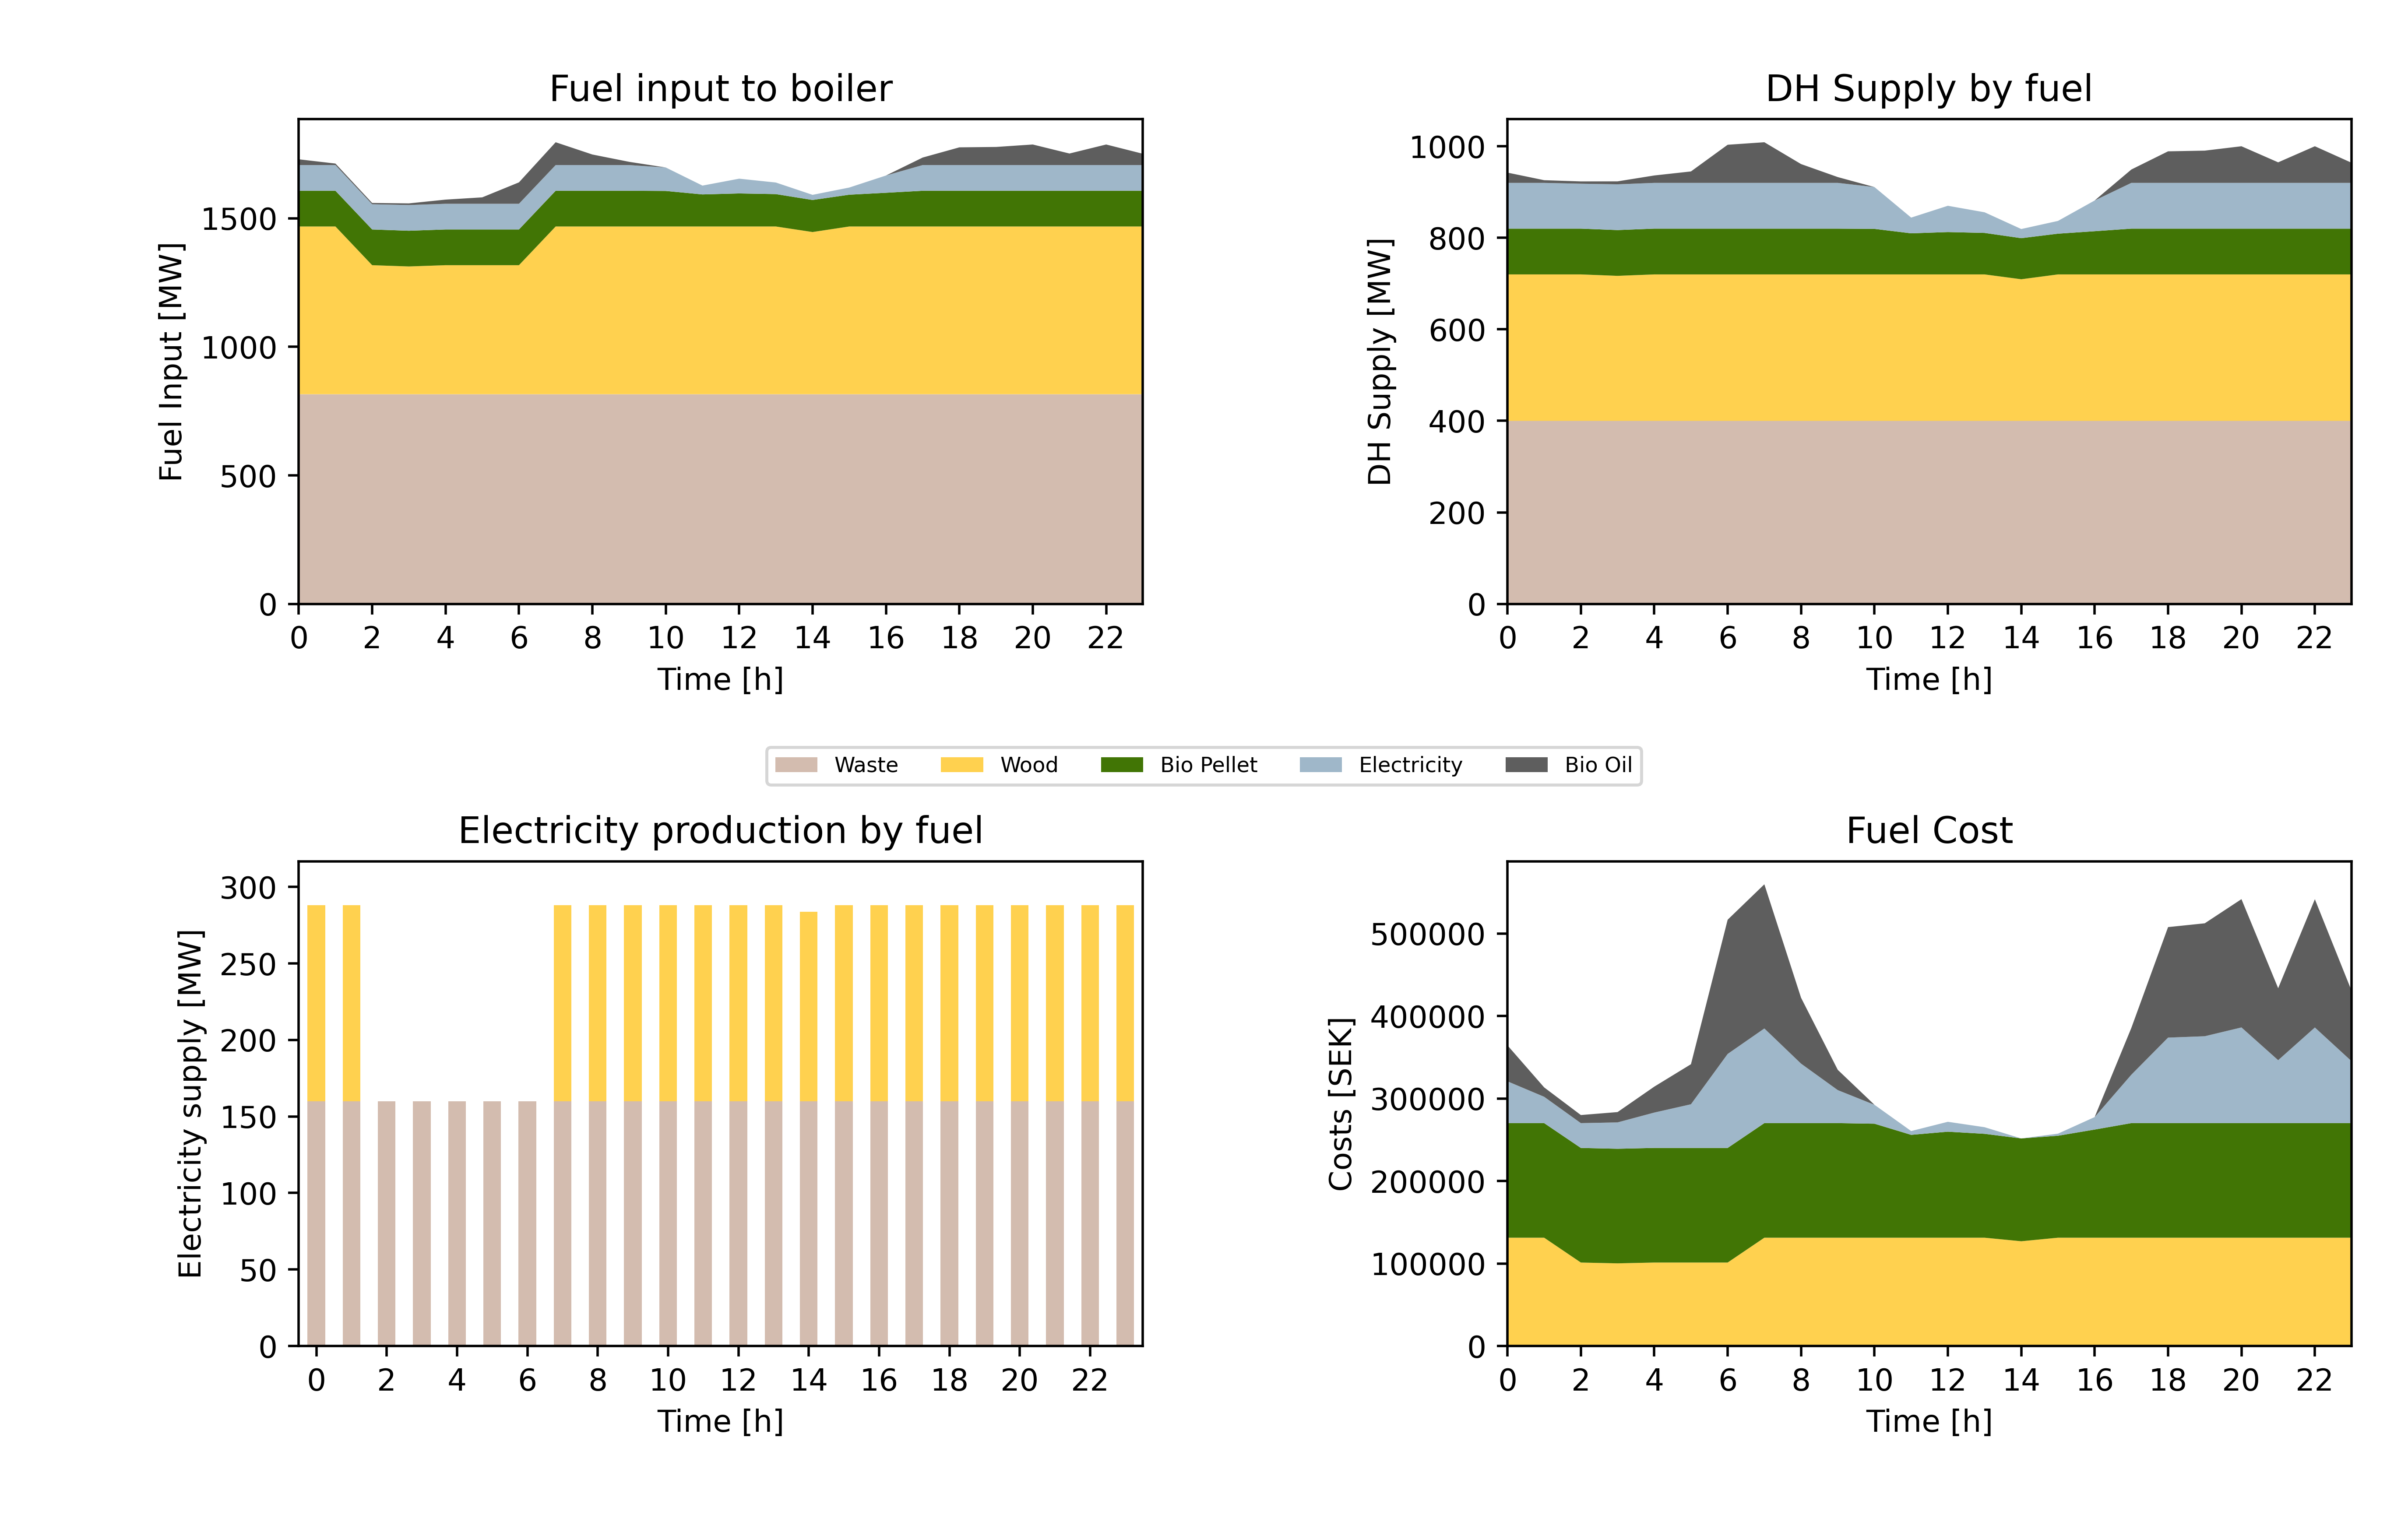 Fuel input to boiler
1500
1000
500
0
Fuel Input [MW]
0 2 4 6 8 10 12 14 16 18 20 22
Time [h]
DH Supply by fuel
1000
800
600
400
200
0
DH Supply [MW]
0 2 4 6 8 10 12 14 16 18 20 22
Time [h]
Waste Wood Bio Pellet Electricity Bio Oil
Electricity production by fuel
300
250
200
150
100
50
0
Electricity supply [MW]
0 2 4 6 8 10 12 14 16 18 20 22
Time [h]
Fuel Cost
500000
400000
300000
200000
100000
0
Costs [SEK]
0 2 4 6 8 10 12 14 16 18 20 22
Time [h]